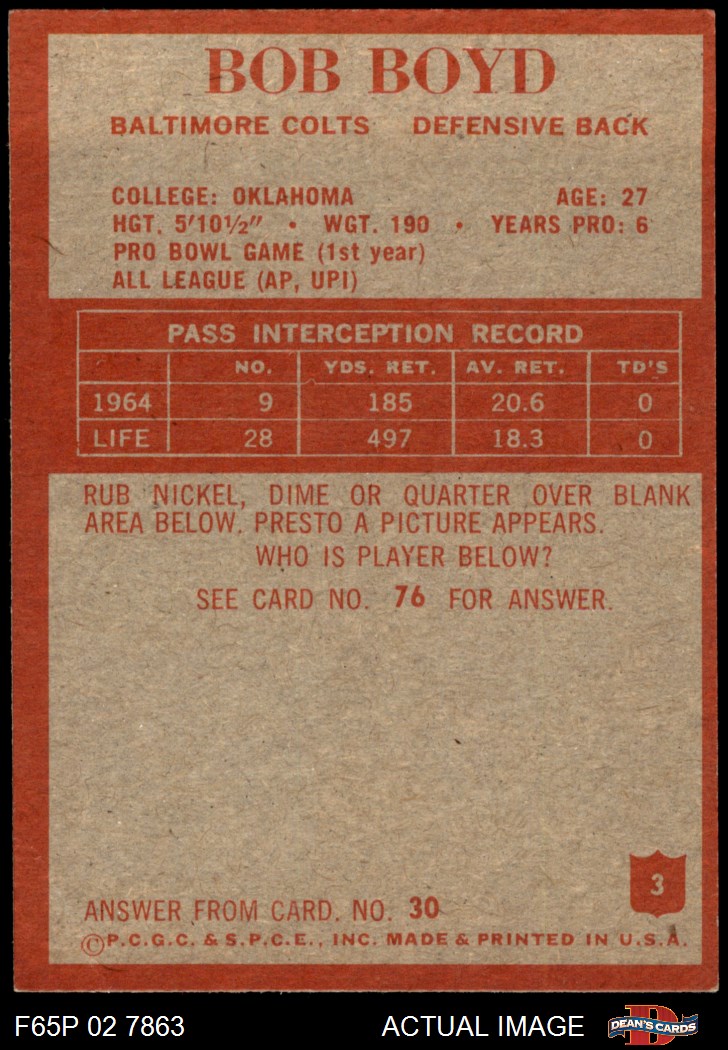 BOB BOYD
BALTIMORE COLTS DEFENSIVE BACK
COLLEGE: OKLAHOMA AGE: 27
HGT. 5'10½" • WGT. 190 • YEARS PRO: 6
PRO BOWL GAME (1st year)
ALL LEAGUE (AP, UPI)
PASS INTERCEPTION RECORD
NO. YDS. RET. AV. RET. TD'S
1964 9 185 20.6 0
LIFE 28 497 18.3 0
RUB NICKEL, DIME OR QUARTER OVER BLANK
AREA BELOW. PRESTO A PICTURE APPEARS.
WHO IS PLAYER BELOW?
SEE CARD NO. 76 FOR ANSWER.
3
ANSWER FROM CARD. NO. 30
©P.C.G.C. & S.P.C.E., INC. MADE & PRINTED IN U.S.A.
F65P 02 7863 ACTUAL IMAGE D DEAN'S CARDS